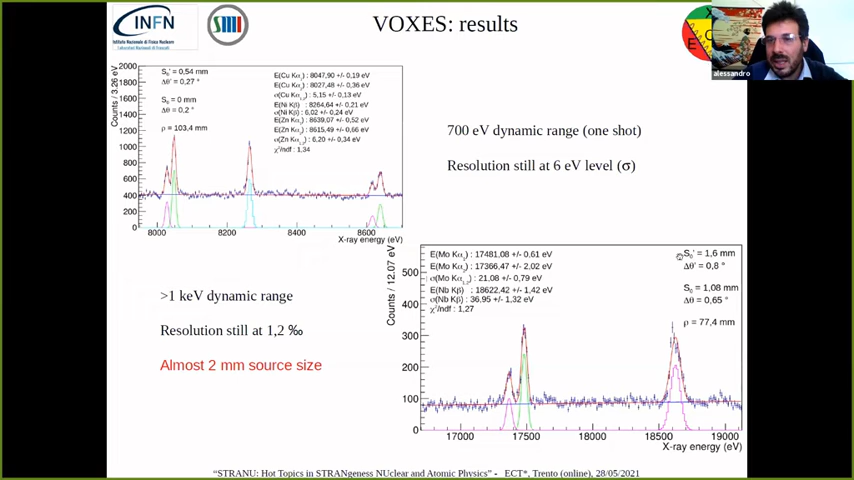 INFN
Istituto Nazionale di Fisica Nucleare
Laboratori Nazionali di Frascati
VOXES: results
alessandro
Counts / 3.26 eV
2000
1800
1600
1400
1200
1000
800
600
400
200
0
S₀' = 0,54 mm
Δθ' = 0,27 °
S₀ = 0 mm
Δθ = 0,2 °
ρ = 103,4 mm
E(Cu Kα₁) : 8047,90 +/- 0,19 eV
E(Cu Kα₂) : 8027,48 +/- 0,36 eV
σ(Cu Kα₁,₂) : 5,15 +/- 0,13 eV
E(Ni Kβ) : 8264,64 +/- 0,21 eV
σ(Ni Kβ) : 6,02 +/- 0,24 eV
E(Zn Kα₁) : 8639,07 +/- 0,52 eV
E(Zn Kα₂) : 8615,49 +/- 0,66 eV
σ(Zn Kα₁,₂) : 6,20 +/- 0,34 eV
χ²/ndf : 1,34
8000
8200
8400
8600
X-ray energy (eV)
700 eV dynamic range (one shot)
Resolution still at 6 eV level (σ)
>1 keV dynamic range
Resolution still at 1,2 ‰
Almost 2 mm source size
Counts / 12.07 eV
500
400
300
200
100
0
E(Mo Kα₁) : 17481,08 +/- 0,61 eV
E(Mo Kα₂) : 17366,47 +/- 2,02 eV
σ(Mo Kα₁,₂) : 21,08 +/- 0,79 eV
E(Nb Kβ) : 18622,42 +/- 1,42 eV
σ(Nb Kβ) : 36,95 +/- 1,32 eV
χ²/ndf : 1,27
S₀' = 1,6 mm
Δθ' = 0,8 °
S₀ = 1,08 mm
Δθ = 0,65 °
ρ = 77,4 mm
17000
17500
18000
18500
19000
X-ray energy (eV)
"STRANU: Hot Topics in STRANgeness NUclear and Atomic Physics" - ECT*, Trento (online), 28/05/2021